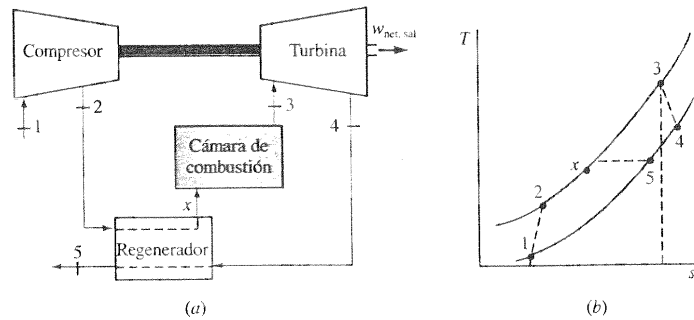 Compresor
Turbina
w_net, sal
1
2
3
4
Cámara de
combustión
x
5
Regenerador
(a)
T
3
4
x
5
2
1
s
(b)